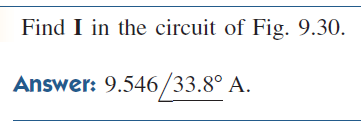 Find I in the circuit of Fig. 9.30.
Answer: 9.546/33.8° A.